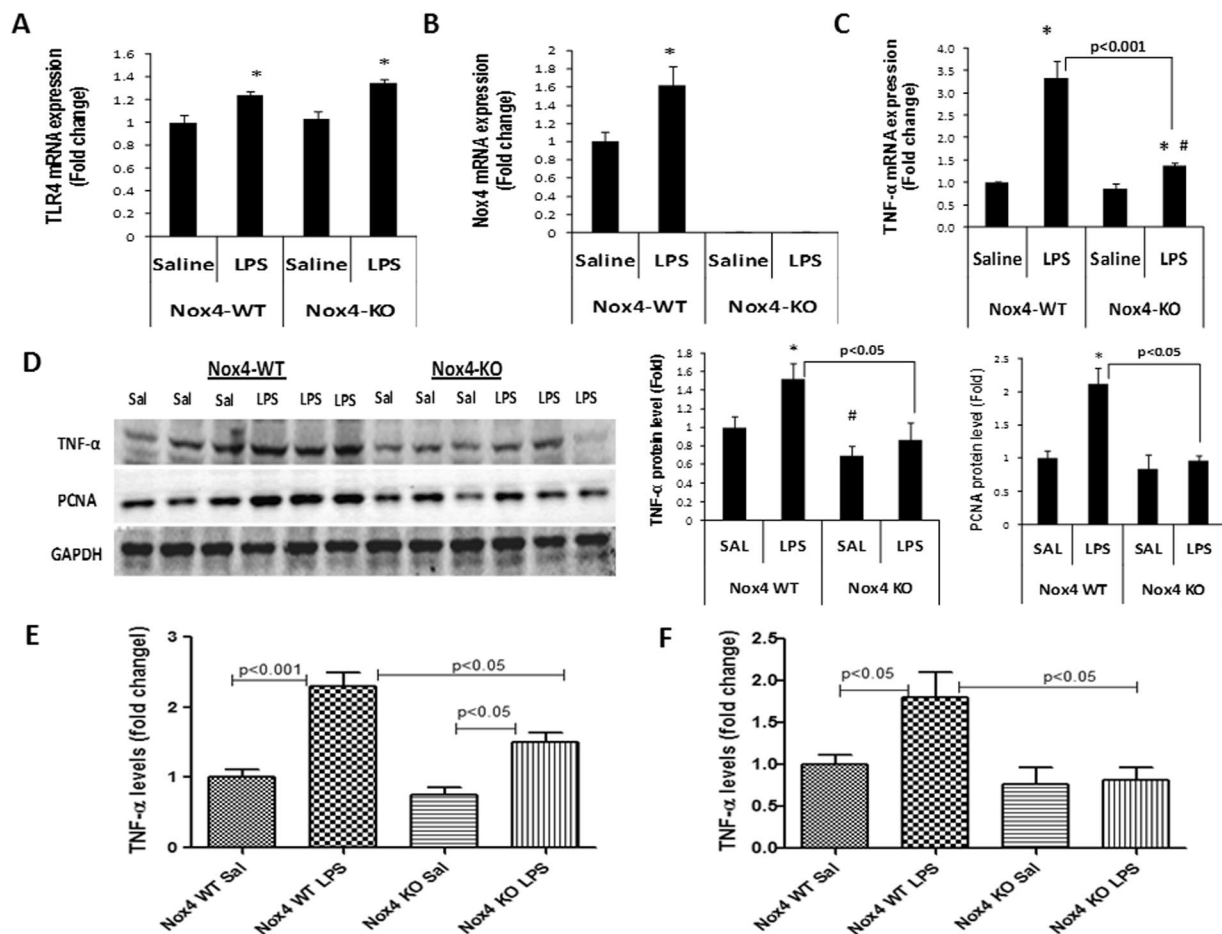 A
TLR4 mRNA expression
(Fold change)
1.6
1.4
1.2
1
0.8
0.6
0.4
0.2
0
*
*
Saline LPS Saline LPS
Nox4-WT Nox4-KO
B
Nox4 mRNA expression
(Fold change)
2
1.8
1.6
1.4
1.2
1
0.8
0.6
0.4
0.2
0
*
Saline LPS Saline LPS
Nox4-WT Nox4-KO
C
TNF-α mRNA expression
(Fold change)
4.0
3.5
3.0
2.5
2.0
1.5
1.0
0.5
0.0
*
p<0.001
* #
Saline LPS Saline LPS
Nox4-WT Nox4-KO
D
Nox4-WT Nox4-KO
Sal Sal Sal LPS LPS LPS Sal Sal Sal LPS LPS LPS
TNF-α
PCNA
GAPDH
TNF-α protein level (Fold)
1.8
1.6
1.4
1.2
1
0.8
0.6
0.4
0.2
0
*
p<0.05
#
SAL LPS SAL LPS
Nox4 WT Nox4 KO
PCNA protein level (Fold)
2.5
2
1.5
1
0.5
0
*
p<0.05
SAL LPS SAL LPS
Nox4 WT Nox4 KO
E
TNF-α levels (fold changel)
3
2
1
0
p<0.001
p<0.05
p<0.05
Nox4 WT Sal
Nox4 WT LPS
Nox4 KO Sal
Nox4 KO LPS
F
TNF-α levels (fold change)
2.5
2.0
1.5
1.0
0.5
0.0
p<0.05
p<0.05
Nox4 WT Sal
Nox4 WT LPS
Nox4 KO Sal
Nox4 KO LPS